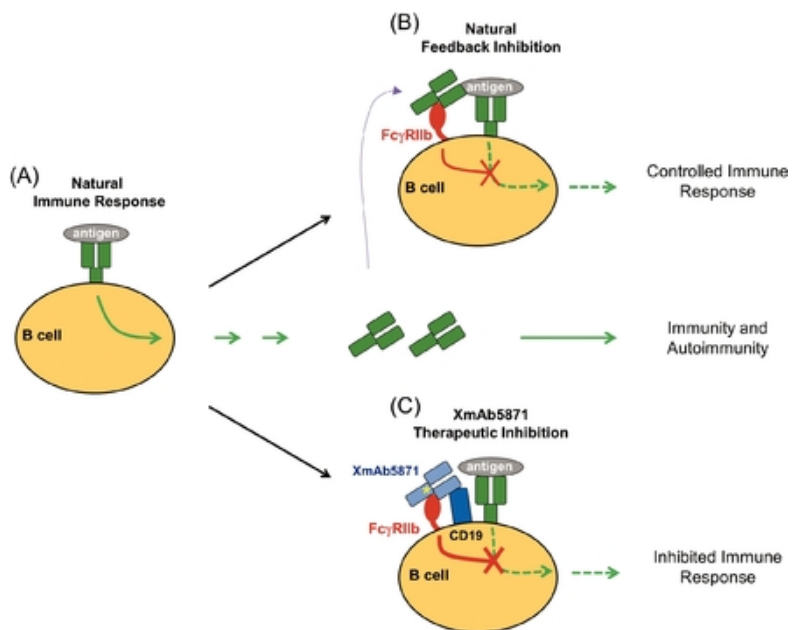 (A)
Natural
Immune Response
antigen
B cell
(B)
Natural
Feedback Inhibition
antigen
FcγRIIb
B cell
Controlled Immune
Response
Immunity and
Autoimmunity
(C)
XmAb5871
Therapeutic Inhibition
XmAb5871
antigen
FcγRIIb
CD19
B cell
Inhibited Immune
Response